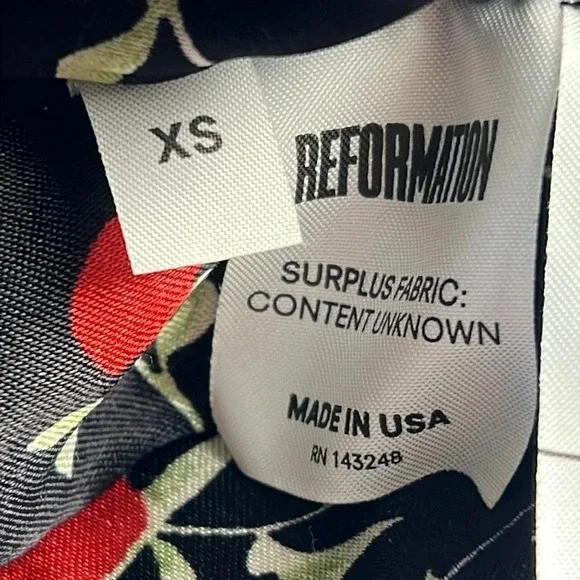 XS
REFORMATION
SURPLUS FABRIC:
CONTENT UNKNOWN
MADE IN USA
RN 143248